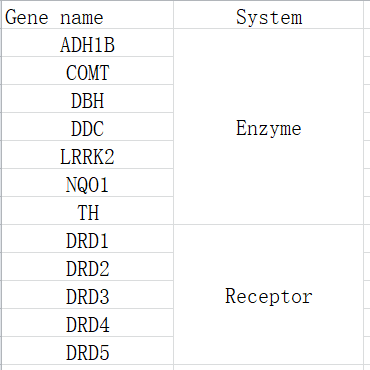 Gene name System
ADH1B
COMT
DBH
DDC
Enzyme
LRRK2
NQO1
TH
DRD1
DRD2
DRD3
Receptor
DRD4
DRD5